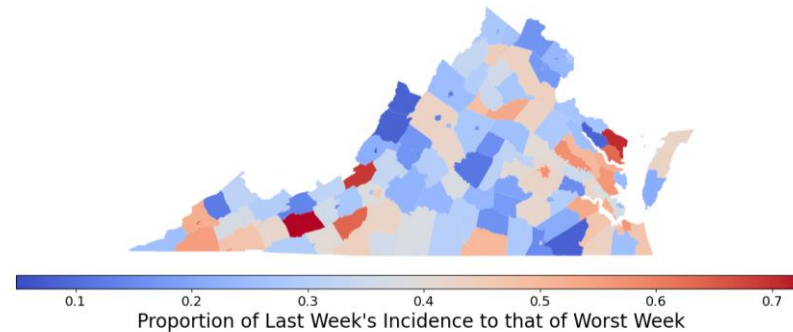 0.1 0.2 0.3 0.4 0.5 0.6 0.7
Proportion of Last Week's Incidence to that of Worst Week